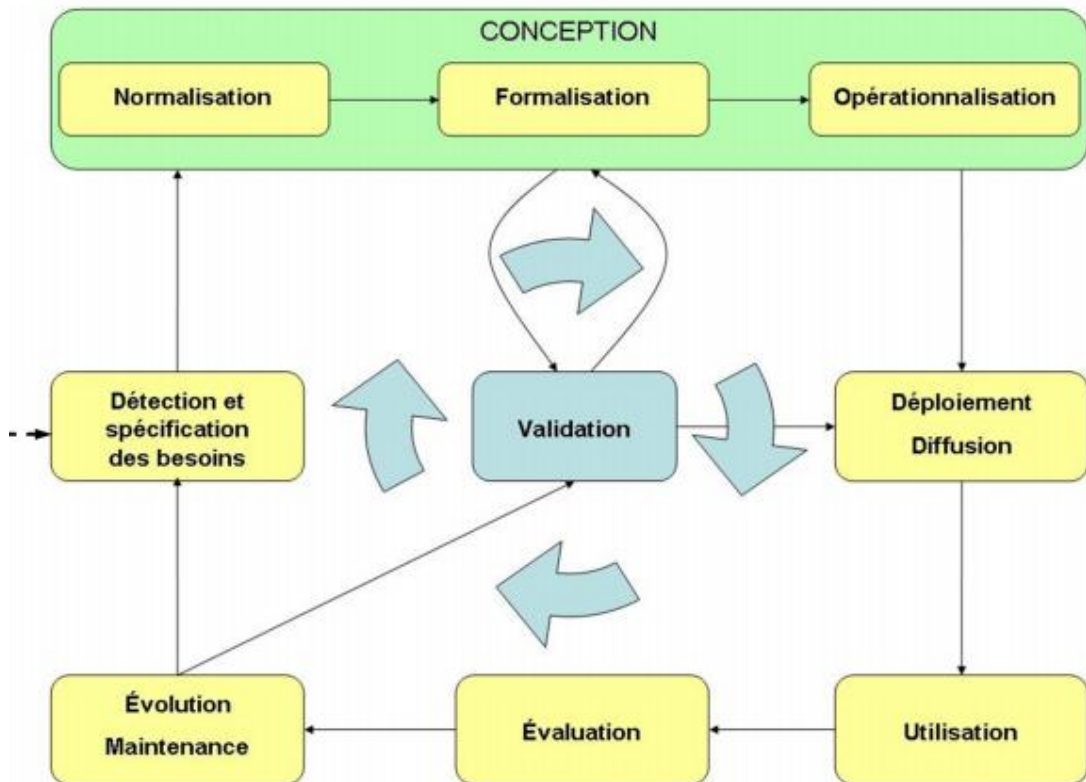 CONCEPTION
Normalisation
Formalisation
Opérationnalisation
Détection et
spécification
des besoins
Validation
Déploiement
Diffusion
Évolution
Maintenance
Évaluation
Utilisation